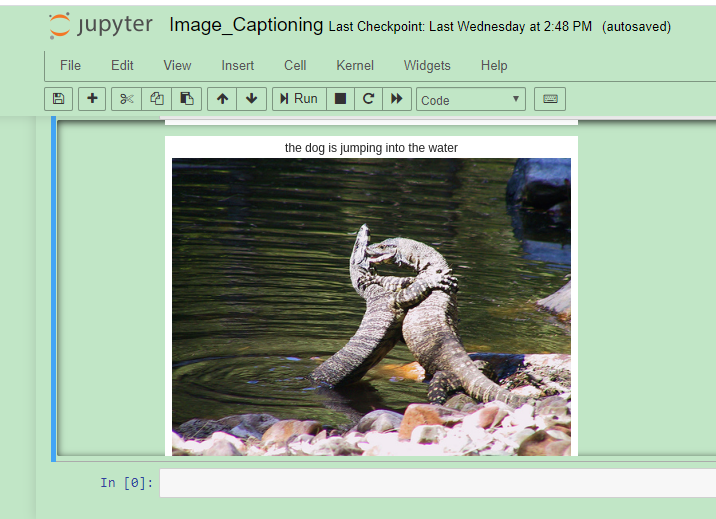 jupyter Image_Captioning Last Checkpoint: Last Wednesday at 2:48 PM (autosaved)
File Edit View Insert Cell Kernel Widgets Help
Run Code
the dog is jumping into the water
In [0]: